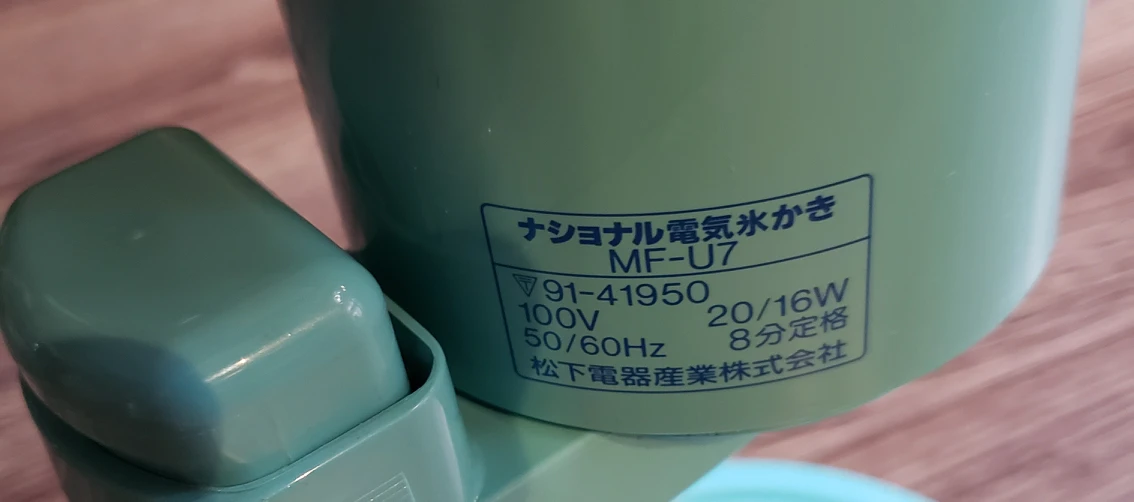 ナショナル電気氷かき
MF-U7
〒91-41950
100V 20/16W
50/60Hz 8分定格
松下電器産業株式会社